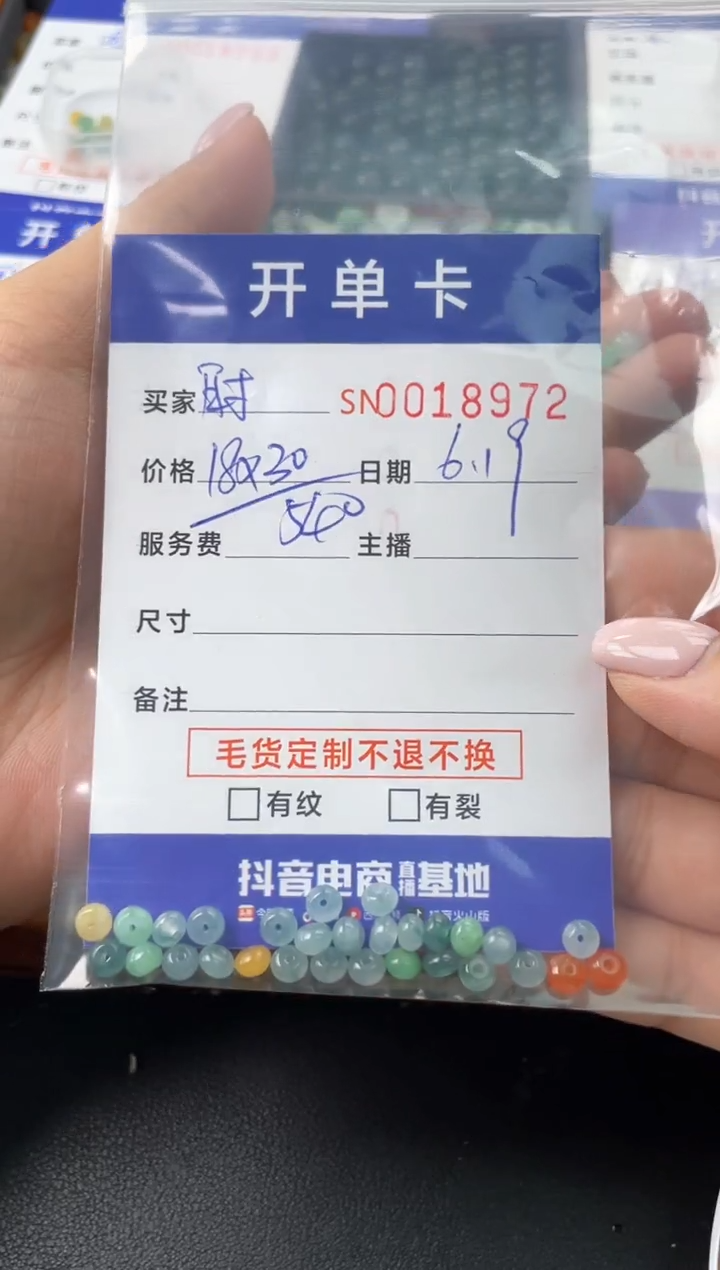 开单卡
买家 SN0018972
价格 18x30 日期 6.19
540
服务费 主播
尺寸
备注
毛货定制不退不换
有纹 有裂
抖音电商直播基地